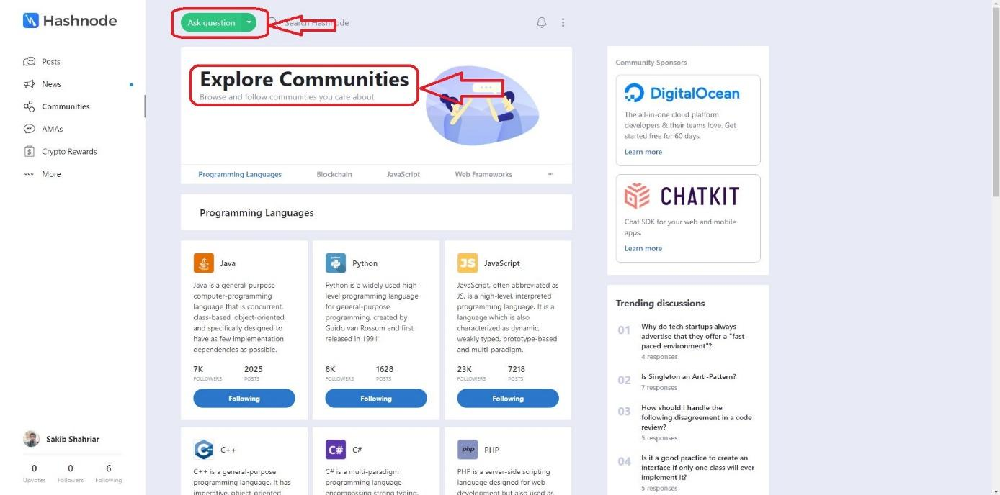 Hashnode
Posts
News
Communities
AMAs
Crypto Rewards
More
Sakib Shahriar
0 0 6
Upvotes Followers Following
Ask question
Search Hashnode
Explore Communities
Browse and follow communities you care about
Programming Languages Blockchain JavaScript Web Frameworks
Programming Languages
Java
Java is a general-purpose
computer-programming
language that is concurrent,
class-based, object-oriented,
and specifically designed to
have as few implementation
dependencies as possible.
7K 2025
FOLLOWERS POSTS
Following
Python
Python is a widely used high-
level programming language
for general-purpose
programming, created by
Guido van Rossum and first
released in 1991
8K 1628
FOLLOWERS POSTS
Following
JS JavaScript
JavaScript, often abbreviated as
JS, is a high-level, interpreted
programming language. It is a
language which is also
characterized as dynamic,
weakly typed, prototype-based
and multi-paradigm.
23K 7218
FOLLOWERS POSTS
Following
C++
C++ is a general-purpose
programming language. It has
imperative, object-oriented
C# C#
C# is a multi-paradigm
programming language
encompassing strong typing,
php PHP
PHP is a server-side scripting
language designed for web
development but also used as
Community Sponsors
DigitalOcean
The all-in-one cloud platform
developers & their teams love. Get
started free for 60 days.
Learn more
CHATKIT
Chat SDK for your web and mobile
apps.
Learn more
Trending discussions
01 Why do tech startups always
advertise that they offer a "fast-
paced environment"?
4 responses
02 Is Singleton an Anti-Pattern?
7 responses
03 How should I handle the
following disagreement in a code
review?
5 responses
04 Is it a good practice to create an
interface if only one class will ever
implement it?
5 responses